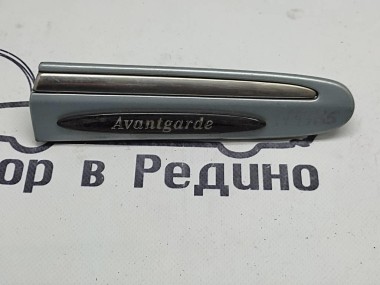 Avantgarde
ор в Редино